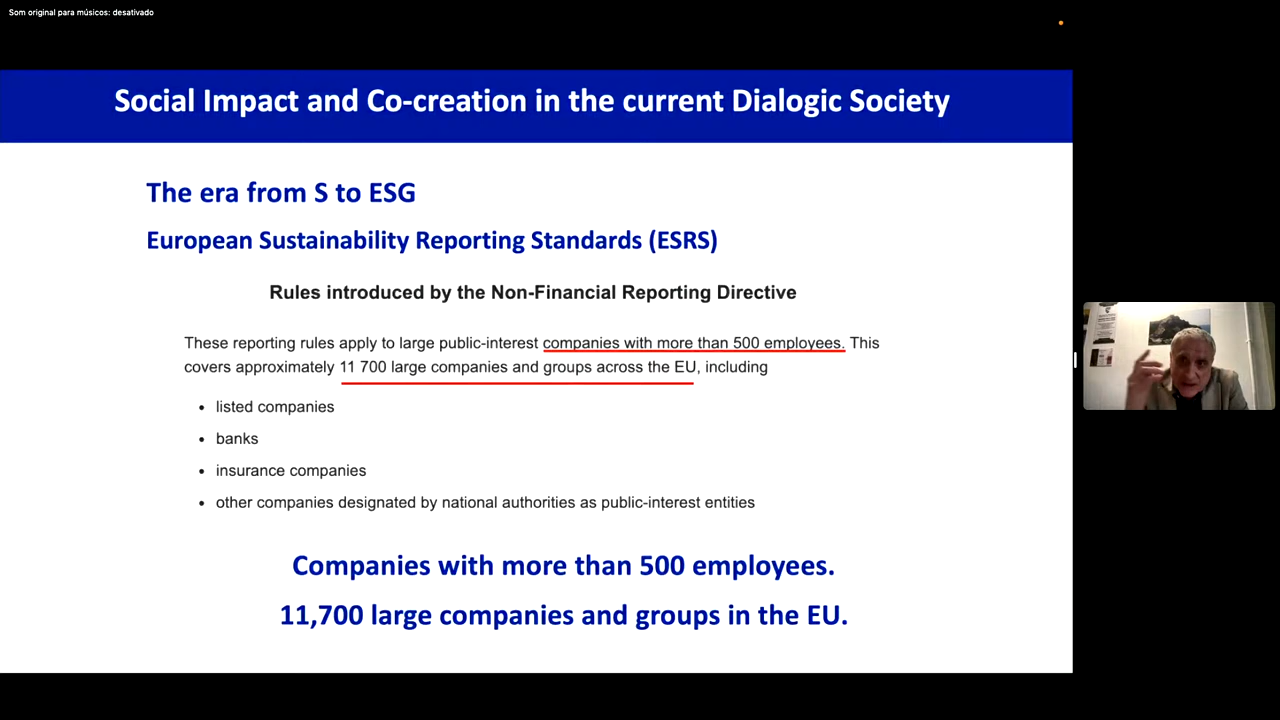 Som original para músicos: desativado
Social Impact and Co-creation in the current Dialogic Society
The era from S to ESG
European Sustainability Reporting Standards (ESRS)
Rules introduced by the Non-Financial Reporting Directive
These reporting rules apply to large public-interest companies with more than 500 employees. This
covers approximately 11 700 large companies and groups across the EU, including
• listed companies
• banks
• insurance companies
• other companies designated by national authorities as public-interest entities
Companies with more than 500 employees.
11,700 large companies and groups in the EU.